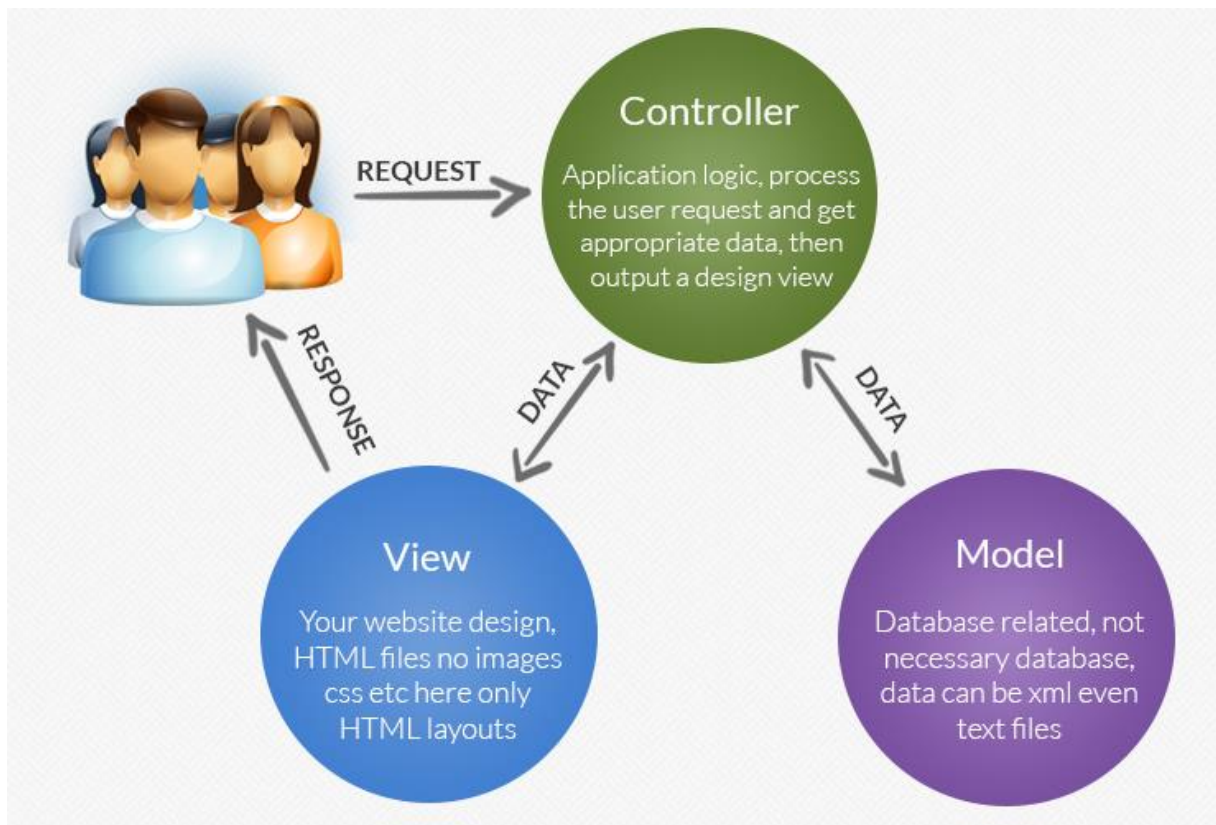 Controller
Application logic, process
the user request and get
appropriate data, then
output a design view
REQUEST
RESPONSE
DATA
DATA
View
Your website design,
HTML files no images
css etc here only
HTML layouts
Model
Database related, not
necessary database,
data can be xml even
text files